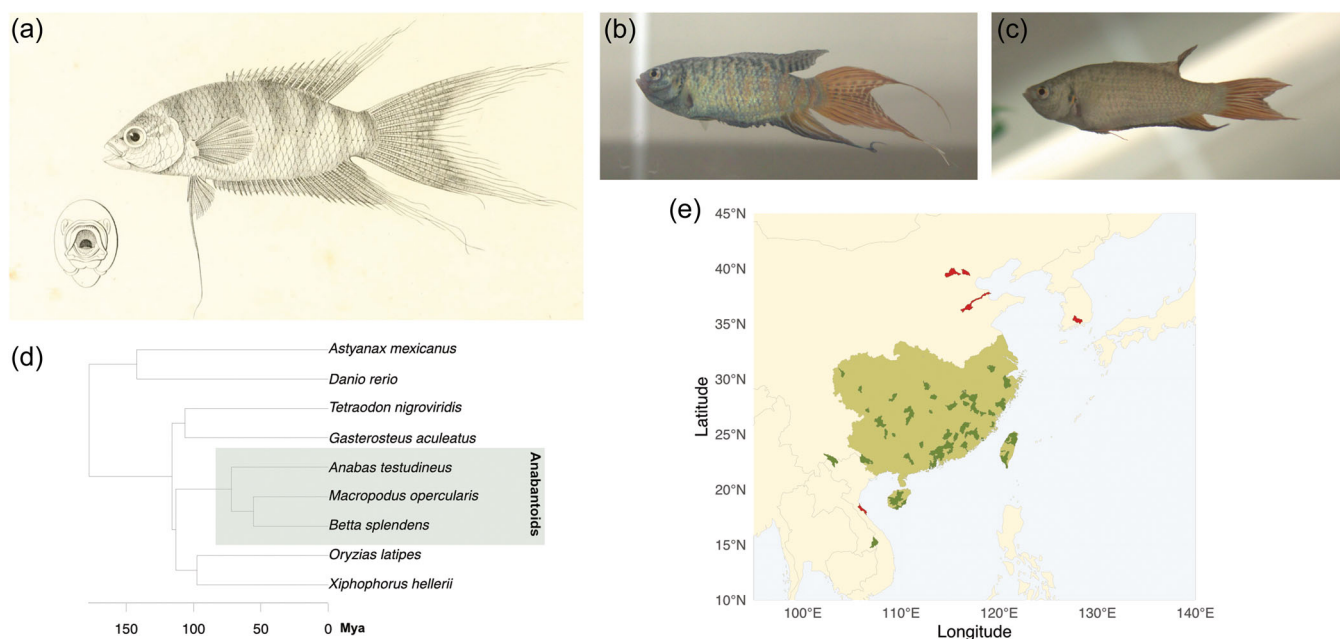 (a)
(b)
(c)
(d)
Astyanax mexicanus
Danio rerio
Tetraodon nigroviridis
Gasterosteus aculeatus
Anabas testudineus
Macropodus opercularis
Betta splendens
Anabantoids
Oryzias latipes
Xiphophorus hellerii
150 100 50 0 Mya
(e)
Latitude
45°N
40°N
35°N
30°N
25°N
20°N
15°N
10°N
100°E 110°E 120°E 130°E 140°E
Longitude